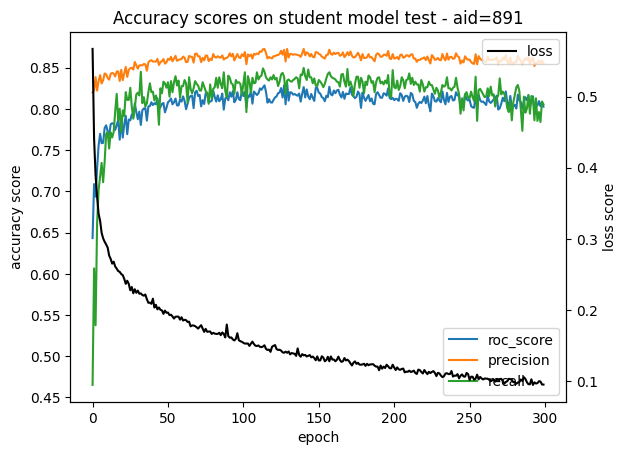 Accuracy scores on student model test - aid=891
accuracy score
0.85
0.80
0.75
0.70
0.65
0.60
0.55
0.50
0.45
loss
0.5
0.4
0.3
0.2
0.1
loss score
roc_score
precision
recall
0
50
100
150
200
250
300
epoch